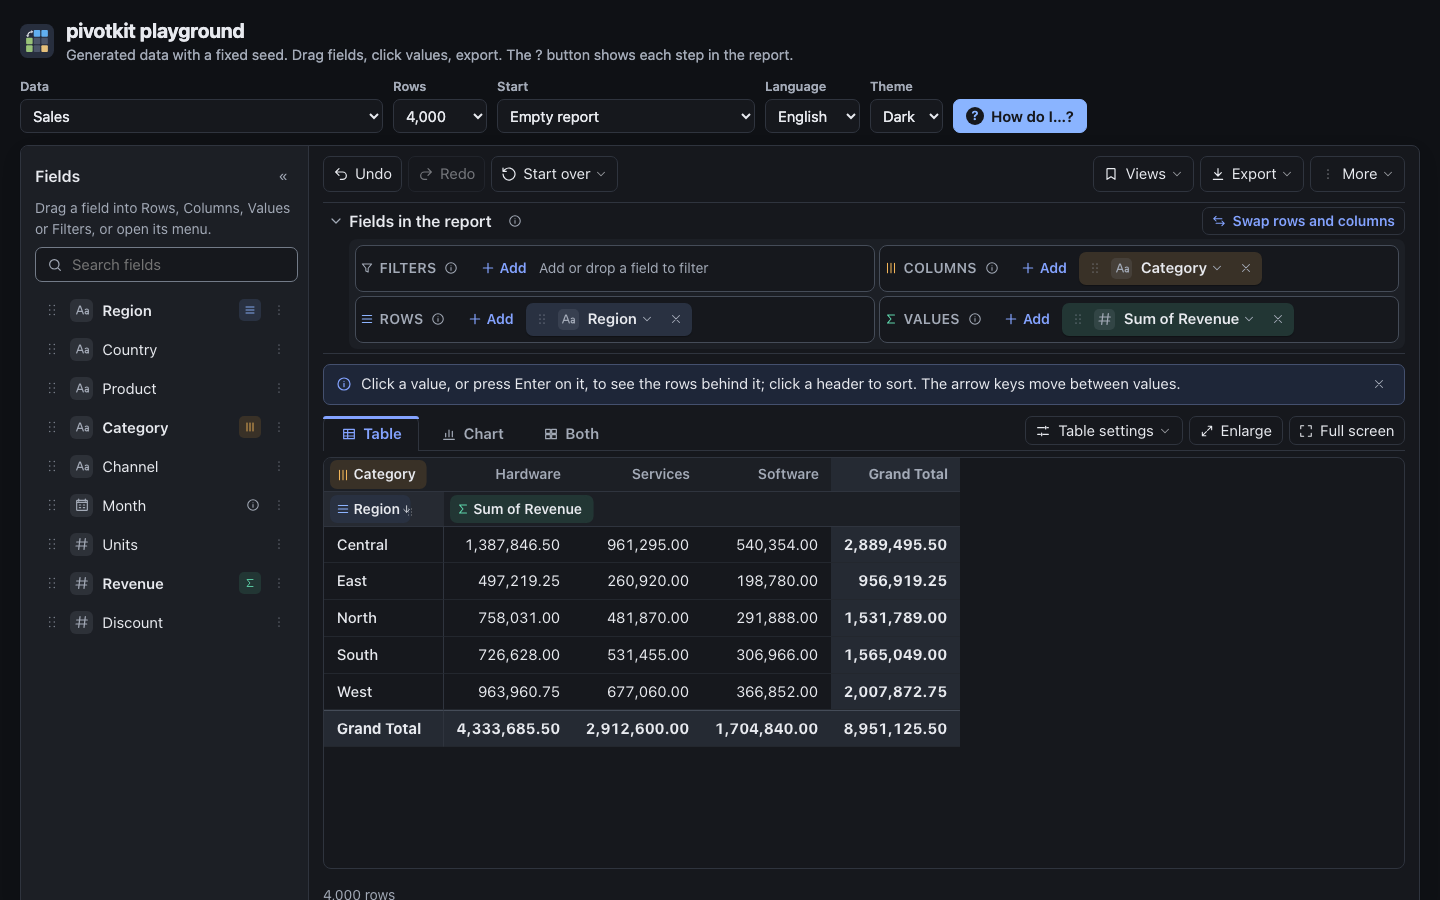 pivotkit playground
Generated data with a fixed seed. Drag fields, click values, export. The ? button shows each step in the report.
Data
Rows
Start
Language
Theme
Sales
4,000
Empty report
English
Dark
? How do I...?
Fields
«
Drag a field into Rows, Columns, Values
or Filters, or open its menu.
Search fields
Aa Region
Aa Country
Aa Product
Aa Category
Aa Channel
Month
# Units
# Revenue Σ
# Discount
Undo
Redo
Start over
Views
Export
More
Fields in the report
Swap rows and columns
FILTERS + Add Add or drop a field to filter
COLUMNS + Add Aa Category ×
ROWS + Add Aa Region ×
Σ VALUES + Add # Sum of Revenue ×
Click a value, or press Enter on it, to see the rows behind it; click a header to sort. The arrow keys move between values. ×
Table
Chart
Both
Table settings
Enlarge
Full screen
Category Hardware Services Software Grand Total
Region ↓ Σ Sum of Revenue
Central 1,387,846.50 961,295.00 540,354.00 2,889,495.50
East 497,219.25 260,920.00 198,780.00 956,919.25
North 758,031.00 481,870.00 291,888.00 1,531,789.00
South 726,628.00 531,455.00 306,966.00 1,565,049.00
West 963,960.75 677,060.00 366,852.00 2,007,872.75
Grand Total 4,333,685.50 2,912,600.00 1,704,840.00 8,951,125.50
4,000 rows